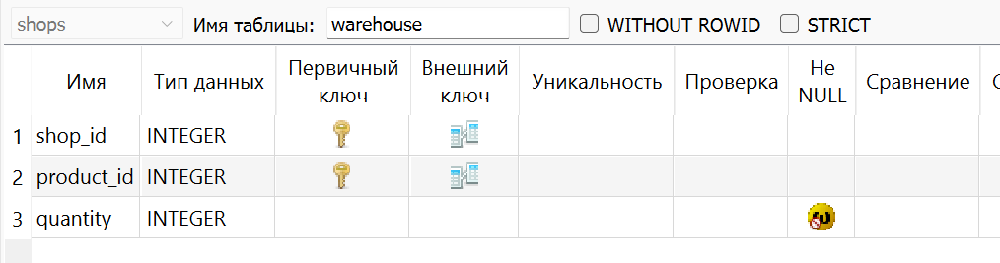 shops Имя таблицы: warehouse WITHOUT ROWID STRICT
Имя Тип данных Первичный ключ Внешний ключ Уникальность Проверка Не NULL Сравнение
1 shop_id INTEGER
2 product_id INTEGER
3 quantity INTEGER